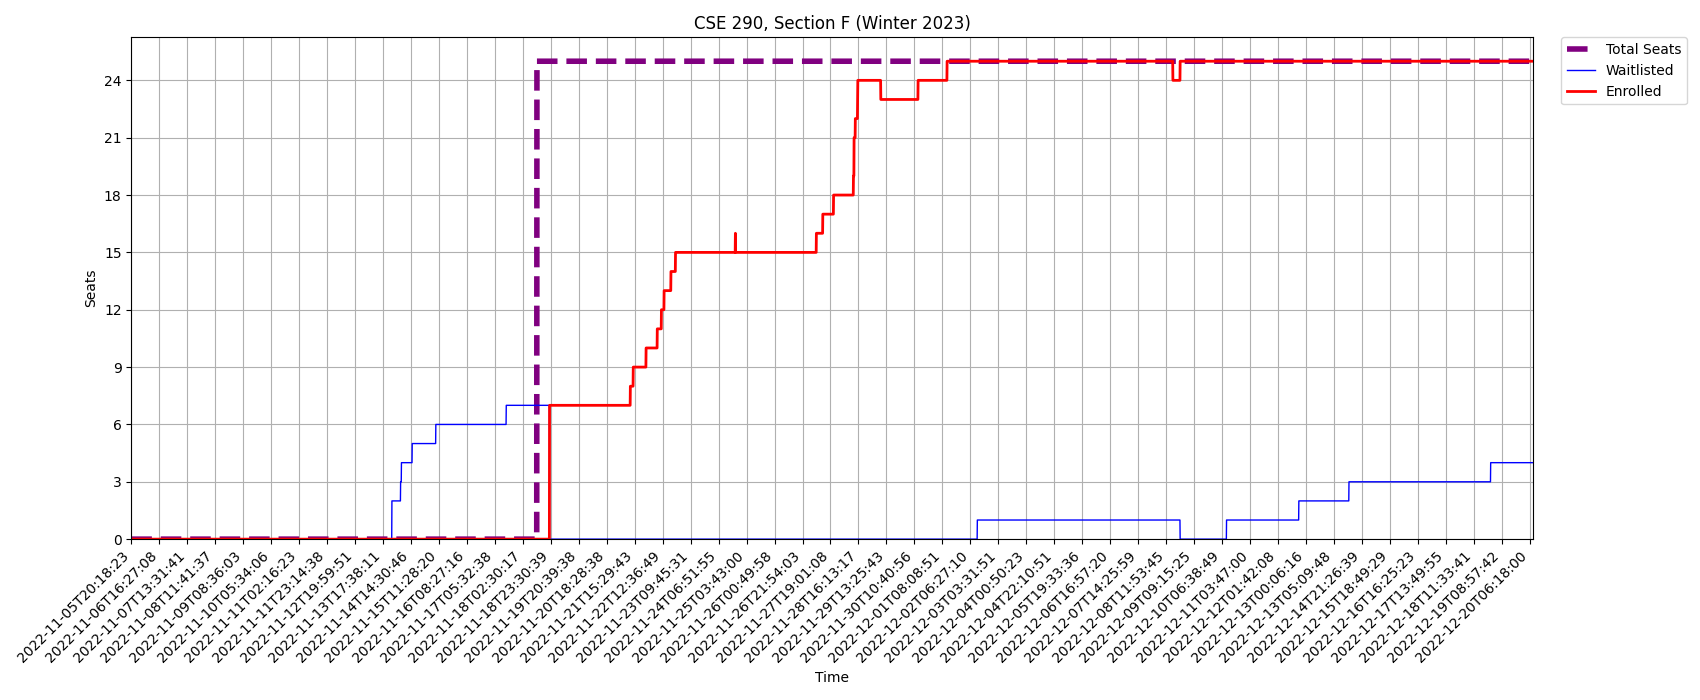 CSE 290, Section F (Winter 2023)
Total Seats
Waitlisted
Enrolled
24
21
18
15
12
9
6
3
0
Seats
2022-11-05T20:18:23
2022-11-06T16:27:08
2022-11-07T13:31:41
2022-11-08T11:41:37
2022-11-09T08:36:03
2022-11-10T05:34:06
2022-11-11T02:16:23
2022-11-11T23:14:38
2022-11-12T19:59:51
2022-11-13T17:38:11
2022-11-14T14:30:46
2022-11-15T11:28:20
2022-11-16T08:27:16
2022-11-17T05:32:38
2022-11-18T02:30:17
2022-11-18T23:30:39
2022-11-19T20:39:38
2022-11-20T18:28:38
2022-11-21T15:29:43
2022-11-22T12:36:49
2022-11-23T09:45:31
2022-11-24T06:51:55
2022-11-25T03:43:00
2022-11-26T00:49:58
2022-11-26T21:54:03
2022-11-27T19:01:08
2022-11-28T16:13:17
2022-11-29T13:25:43
2022-11-30T10:40:56
2022-12-01T08:08:51
2022-12-02T06:27:10
2022-12-03T03:31:51
2022-12-04T00:50:23
2022-12-04T22:10:51
2022-12-05T19:33:36
2022-12-06T16:57:20
2022-12-07T14:25:59
2022-12-08T11:53:45
2022-12-09T09:15:25
2022-12-10T06:38:49
2022-12-11T03:47:00
2022-12-12T01:42:08
2022-12-13T00:06:16
2022-12-13T05:09:48
2022-12-14T21:26:39
2022-12-15T18:49:29
2022-12-16T16:25:23
2022-12-17T13:49:55
2022-12-18T11:33:41
2022-12-19T08:57:42
2022-12-20T06:18:00
Time